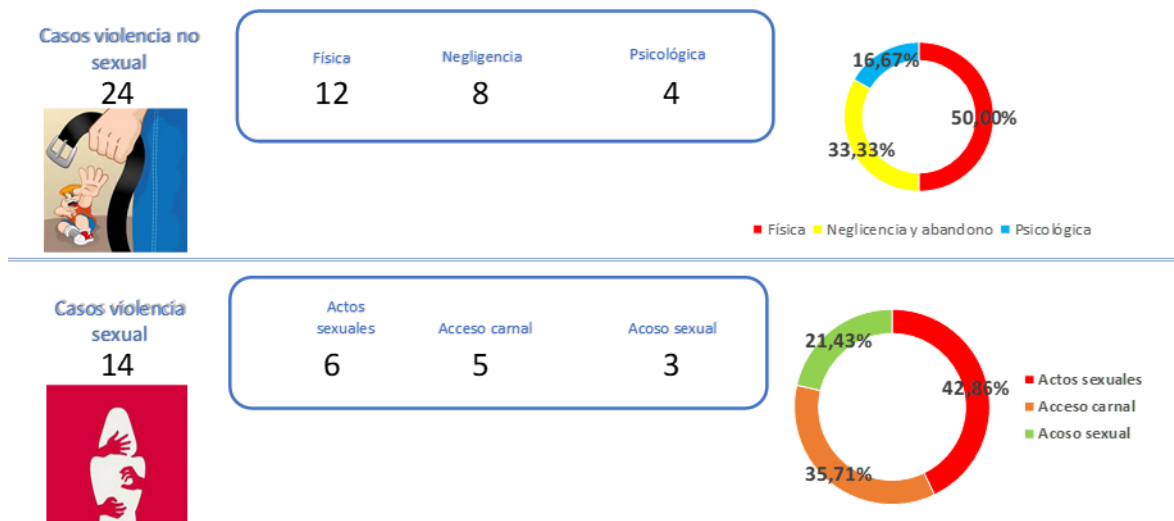 Casos violencia no
sexual
24
Física
Negligencia
Psicológica
12
8
4
16,67%
50,00%
33,33%
Física
Neglicencia y abandono
Psicológica
Casos violencia
sexual
14
Actos
sexuales
Acceso carnal
Acoso sexual
6
5
3
21,43%
42,86%
35,71%
Actos sexuales
Acceso carnal
Acoso sexual